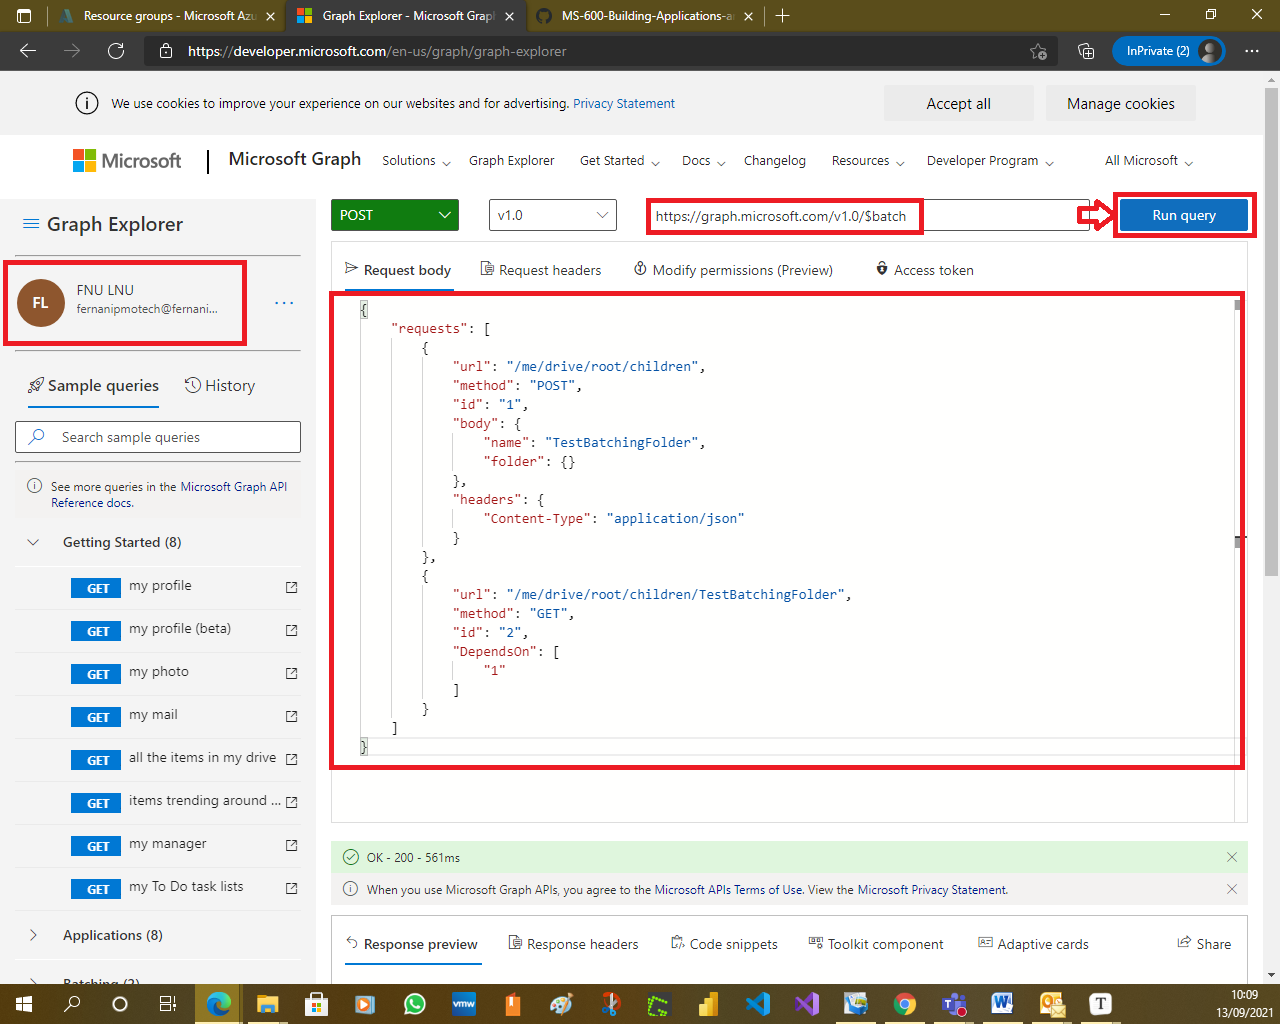 Resource groups - Microsoft Azu
Graph Explorer - Microsoft Graph
MS-600-Building-Applications-a
https://developer.microsoft.com/en-us/graph/graph-explorer
InPrivate (2)
We use cookies to improve your experience on our websites and for advertising. Privacy Statement
Accept all
Manage cookies
Microsoft
Microsoft Graph
Solutions
Graph Explorer
Get Started
Docs
Changelog
Resources
Developer Program
All Microsoft
Graph Explorer
POST
v1.0
https://graph.microsoft.com/v1.0/$batch
Run query
FL
FNU LNU
fernanipmotech@fernani...
Request body
Request headers
Modify permissions (Preview)
Access token
Sample queries
History
Search sample queries
See more queries in the Microsoft Graph API
Reference docs.
Getting Started (8)
GET my profile
GET my profile (beta)
GET my photo
GET my mail
GET all the items in my drive
GET items trending around ...
GET my manager
GET my To Do task lists
Applications (8)
Batching (2)
{
"requests": [
{
"url": "/me/drive/root/children",
"method": "POST",
"id": "1",
"body": {
"name": "TestBatchingFolder",
"folder": {}
},
"headers": {
"Content-Type": "application/json"
}
},
{
"url": "/me/drive/root/children/TestBatchingFolder",
"method": "GET",
"id": "2",
"DependsOn": [
"1"
]
}
]
}
OK - 200 - 561ms
When you use Microsoft Graph APIs, you agree to the Microsoft APIs Terms of Use. View the Microsoft Privacy Statement.
Response preview
Response headers
Code snippets
Toolkit component
Adaptive cards
Share
vmw
T
10:09
13/09/2021